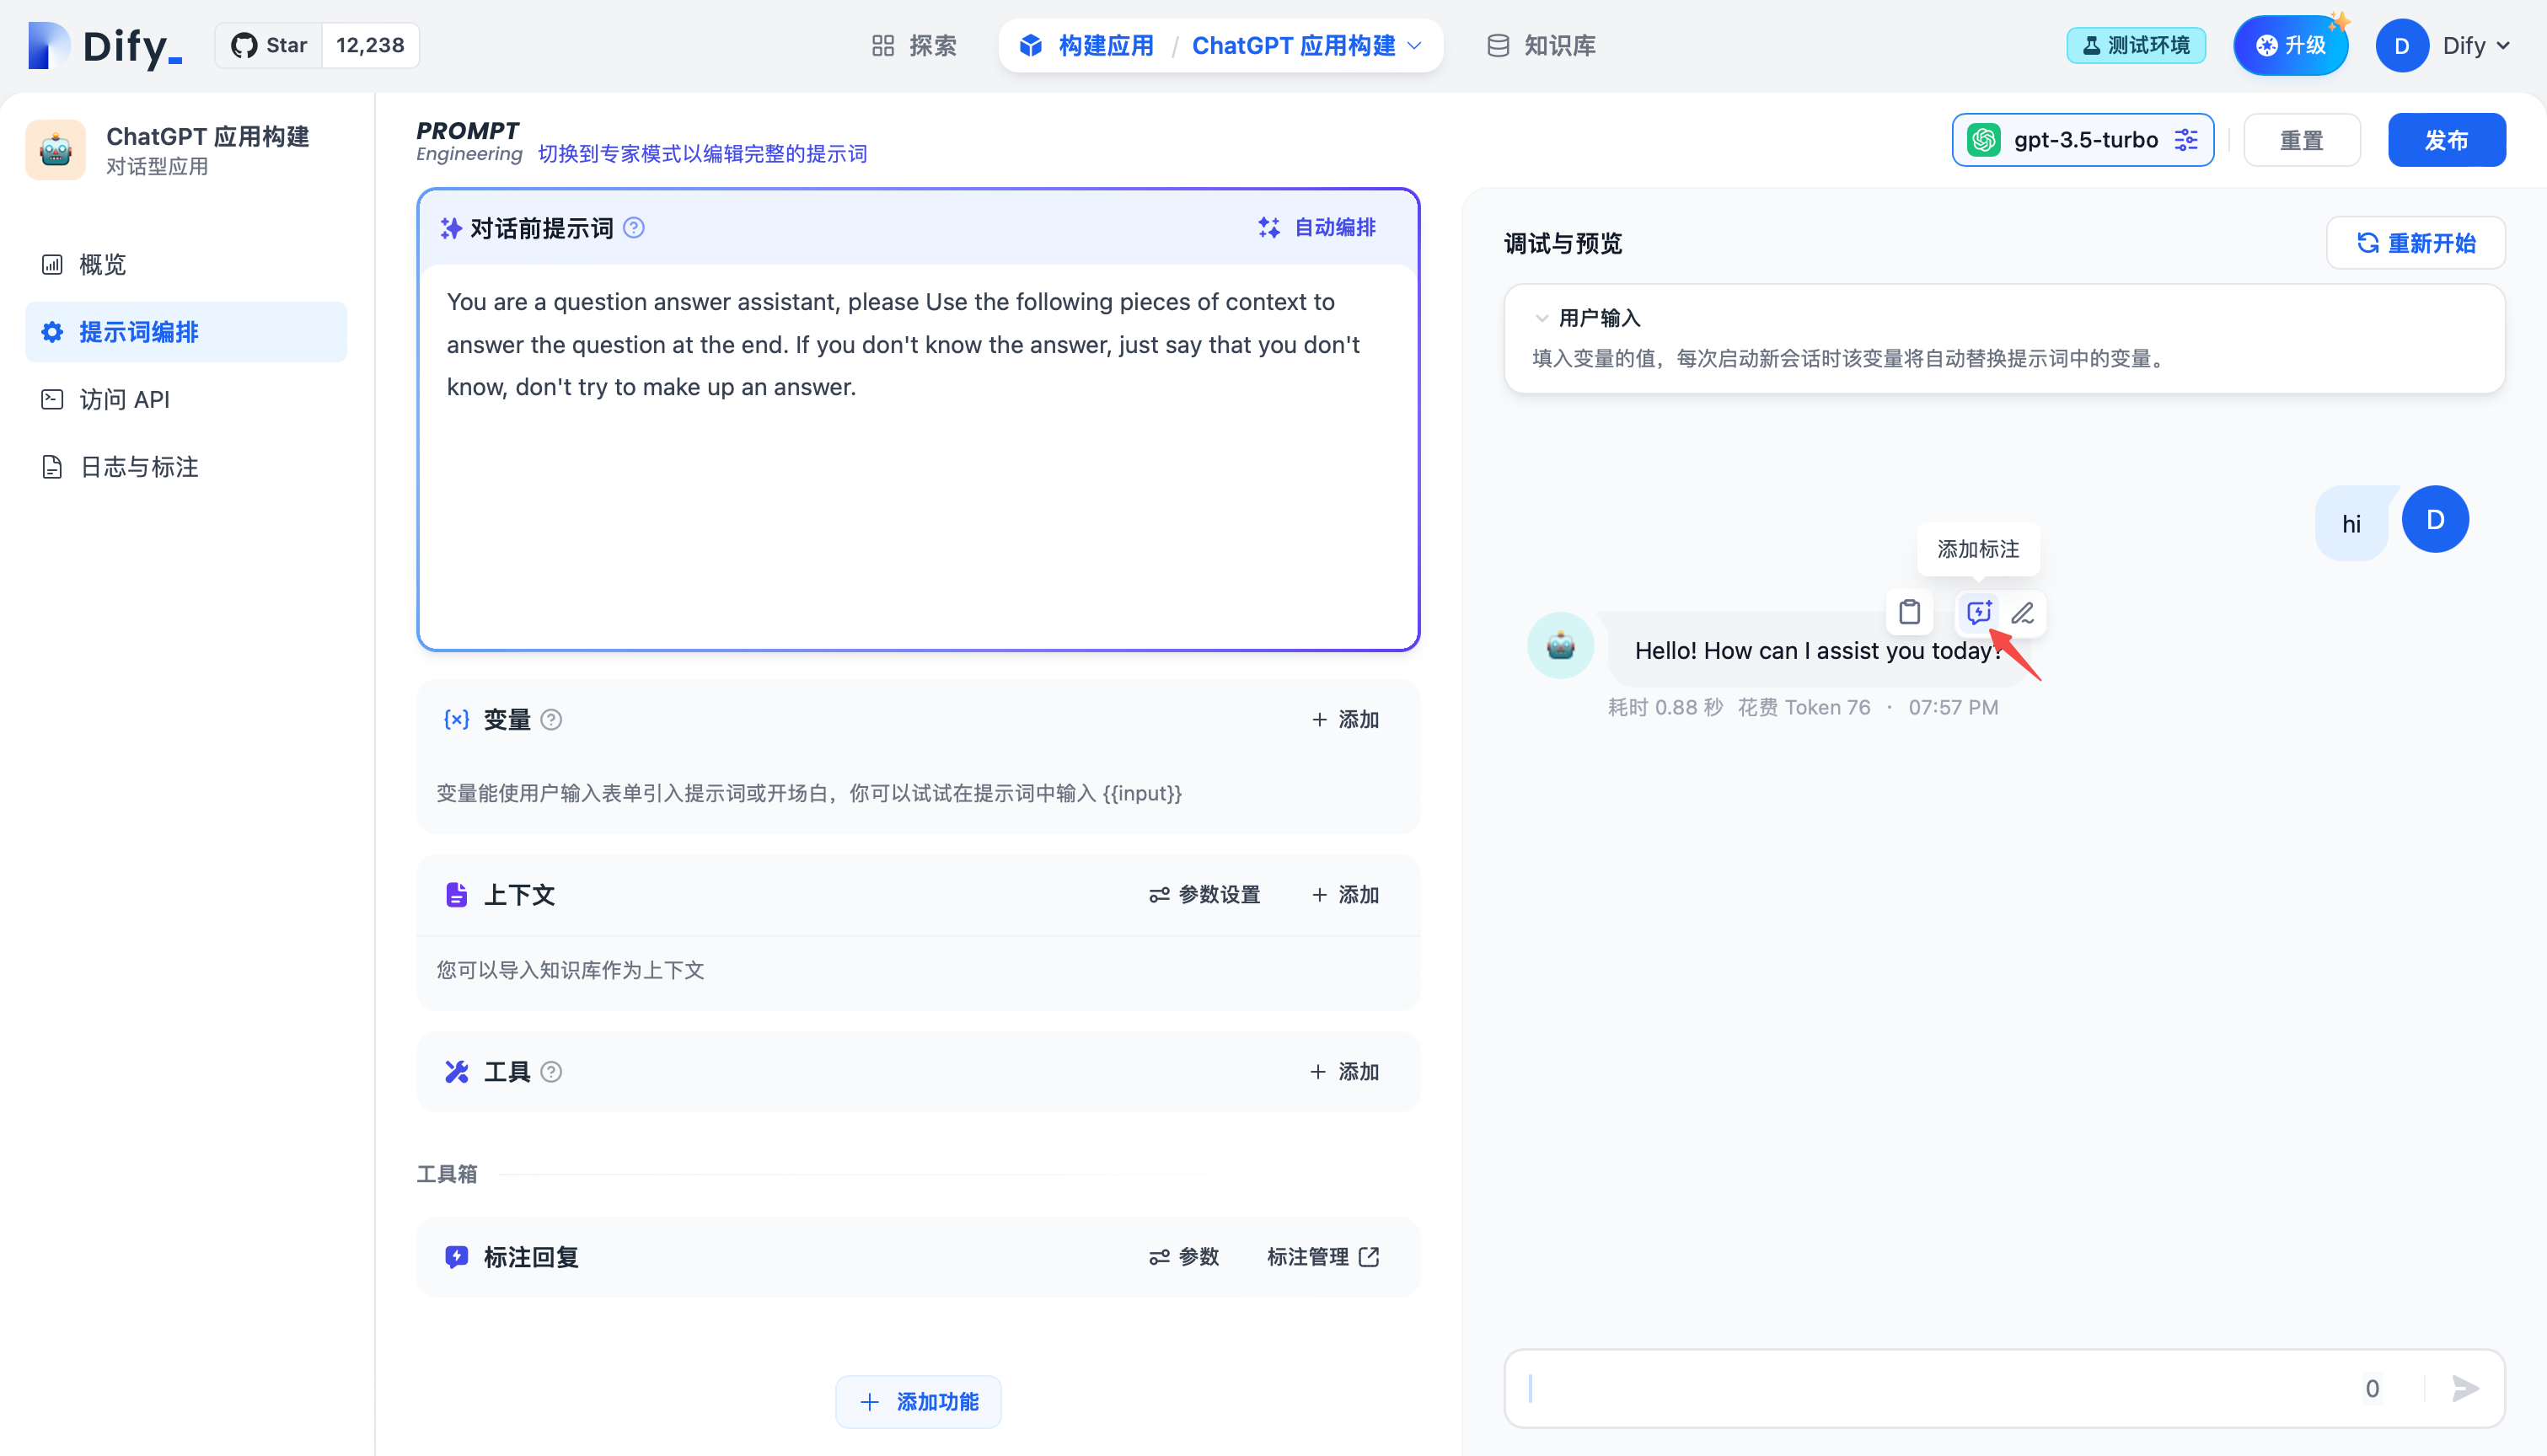 Dify_
Star 12,238
探索
构建应用 / ChatGPT 应用构建
知识库
测试环境
升级
D Dify
ChatGPT 应用构建
对话型应用
概览
提示词编排
访问 API
日志与标注
PROMPT
Engineering 切换到专家模式以编辑完整的提示词
gpt-3.5-turbo
重置
发布
对话前提示词
自动编排
You are a question answer assistant, please Use the following pieces of context to
answer the question at the end. If you don't know the answer, just say that you don't
know, don't try to make up an answer.
变量
+ 添加
变量能使用户输入表单引入提示词或开场白，你可以试试在提示词中输入 {{input}}
上下文
参数设置
+ 添加
您可以导入知识库作为上下文
工具
+ 添加
工具箱
标注回复
参数
标注管理
+ 添加功能
调试与预览
重新开始
用户输入
填入变量的值，每次启动新会话时该变量将自动替换提示词中的变量。
hi
D
添加标注
Hello! How can I assist you today?
耗时 0.88 秒 花费 Token 76 · 07:57 PM
0